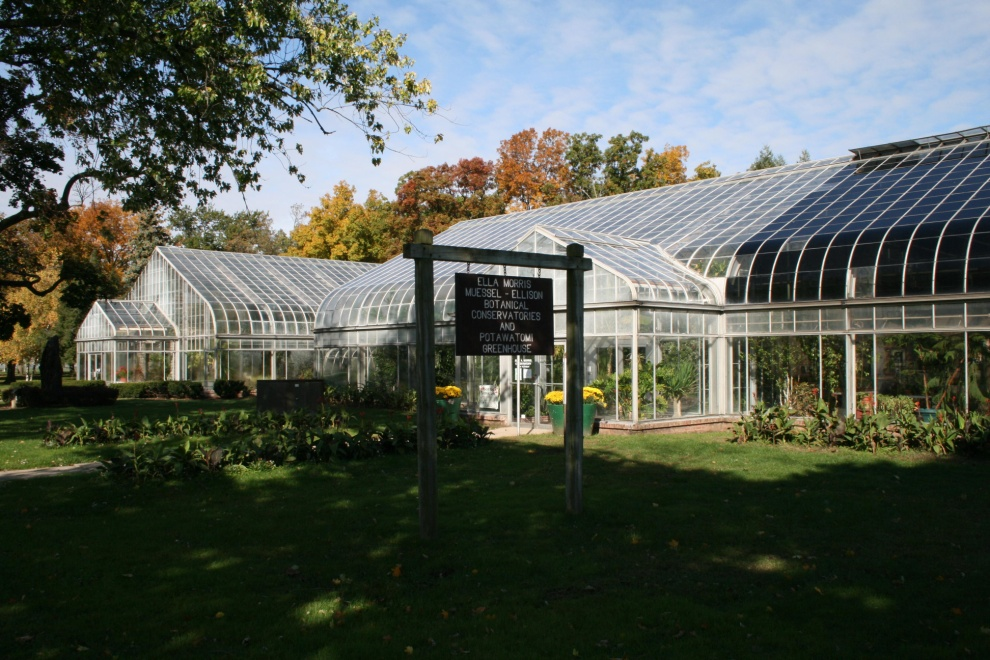 ELLA MORRIS
MUESSEL - ELLISON
BOTANICAL
CONSERVATORIES
AND
POTAWATOMI
GREENHOUSE